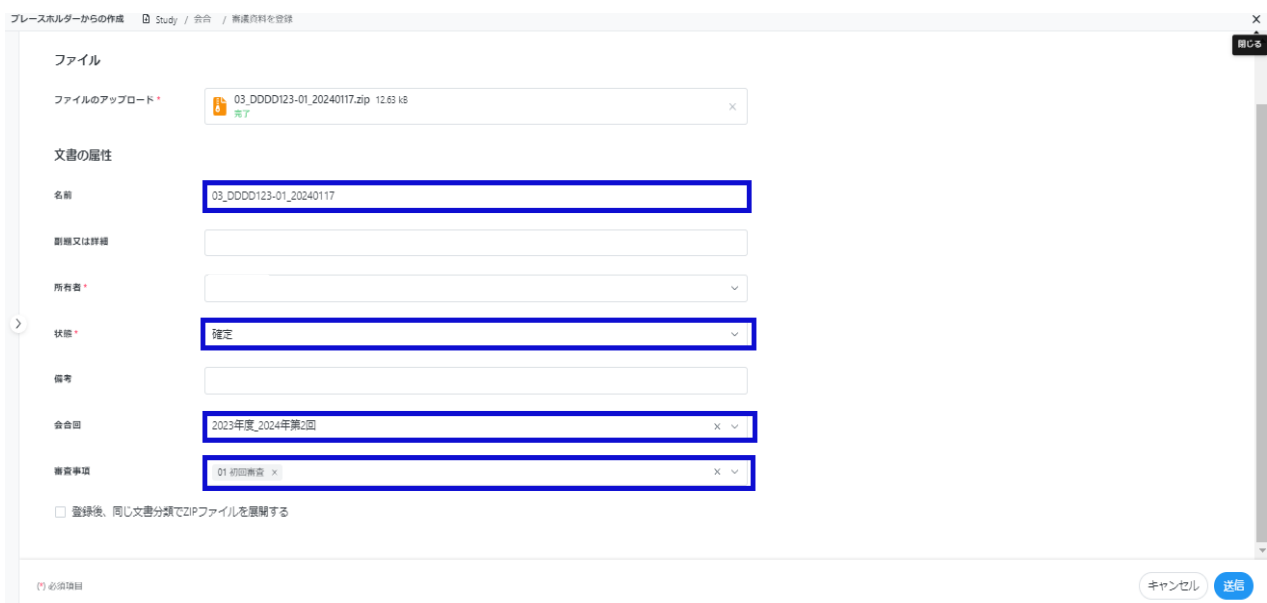 プレースホルダーからの作成 Study / 会合 / 審議資料を登録
閉じる
ファイル
ファイルのアップロード *
03_DDDD123-01_20240117.zip 12.63 kB
完了
文書の属性
名前 03_DDDD123-01_20240117
副題又は詳細
所有者 *
状態 * 確定
備考
会合回 2023年度_2024年第2回
審査事項 01 初回審査
登録後、同じ文書分類でZIPファイルを展開する
(*) 必須項目
キャンセル 送信